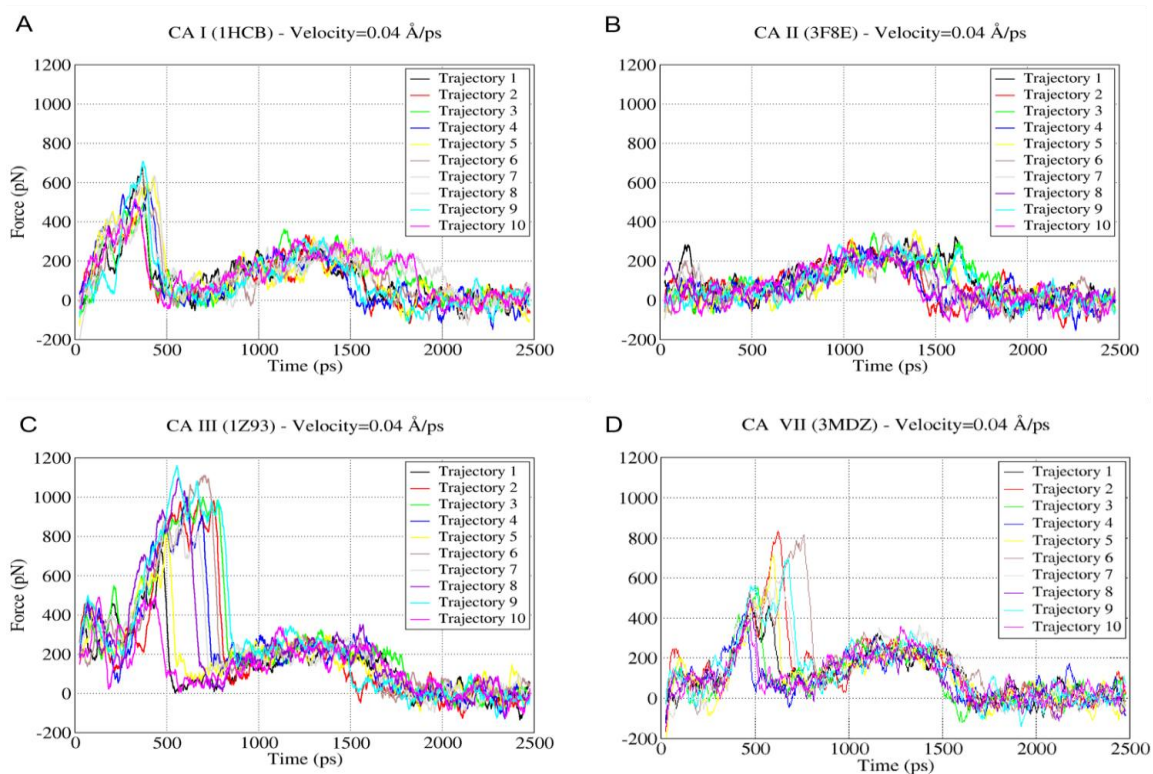 A
CA I (1HCB) - Velocity=0.04 Å/ps
1200
1000
800
600
400
200
0
-200
Force (pN)
0 500 1000 1500 2000 2500
Time (ps)
Trajectory 1
Trajectory 2
Trajectory 3
Trajectory 4
Trajectory 5
Trajectory 6
Trajectory 7
Trajectory 8
Trajectory 9
Trajectory 10
B
CA II (3F8E) - Velocity=0.04 Å/ps
1200
1000
800
600
400
200
0
-200
0 500 1000 1500 2000 2500
Time (ps)
Trajectory 1
Trajectory 2
Trajectory 3
Trajectory 4
Trajectory 5
Trajectory 6
Trajectory 7
Trajectory 8
Trajectory 9
Trajectory 10
C
CA III (1Z93) - Velocity=0.04 Å/ps
1200
1000
800
600
400
200
0
-200
Force (pN)
0 500 1000 1500 2000 2500
Time (ps)
Trajectory 1
Trajectory 2
Trajectory 3
Trajectory 4
Trajectory 5
Trajectory 6
Trajectory 7
Trajectory 8
Trajectory 9
Trajectory 10
D
CA VII (3MDZ) - Velocity=0.04 Å/ps
1200
1000
800
600
400
200
0
-200
0 500 1000 1500 2000 2500
Time (ps)
Trajectory 1
Trajectory 2
Trajectory 3
Trajectory 4
Trajectory 5
Trajectory 6
Trajectory 7
Trajectory 8
Trajectory 9
Trajectory 10